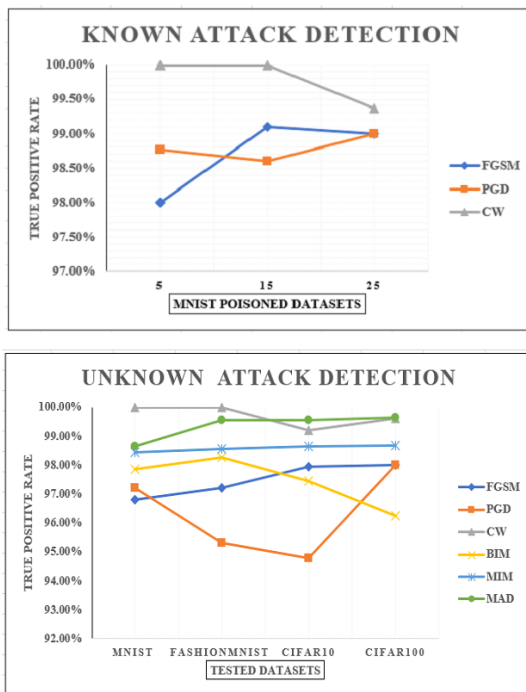 KNOWN ATTACK DETECTION
100.00%
99.50%
99.00%
98.50%
98.00%
97.50%
97.00%
TRUE POSITIVE RATE
5 15 25
MNIST POISONED DATASETS
FGSM
PGD
CW
UNKNOWN ATTACK DETECTION
100.00%
99.00%
98.00%
97.00%
96.00%
95.00%
94.00%
93.00%
92.00%
TRUE POSITIVE RATE
MNIST FASHIONMNIST CIFAR10 CIFAR100
TESTED DATASETS
FGSM
PGD
CW
BIM
MIM
MAD